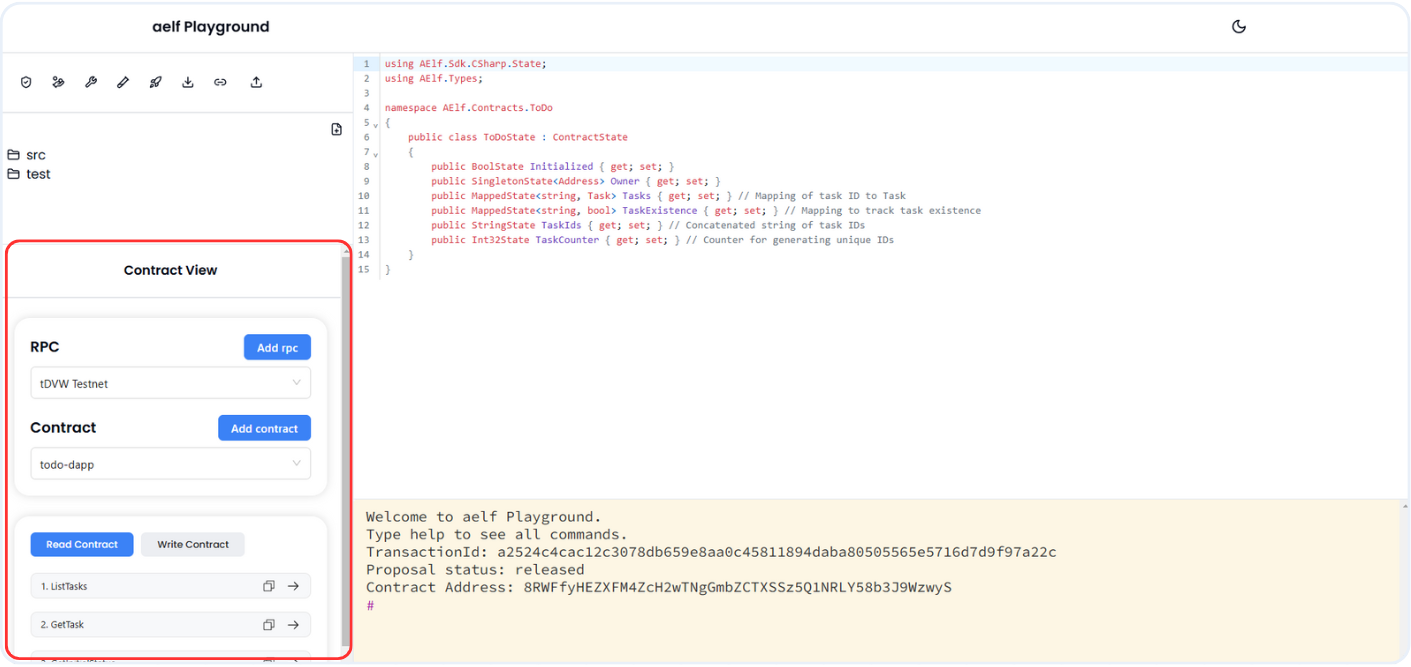 aelf Playground
src
test
Contract View
RPC
Add rpc
tDVW Testnet
Contract
Add contract
todo-dapp
Read Contract
Write Contract
1. ListTasks
2. GetTask
1 using AElf.Sdk.CSharp.State;
2 using AElf.Types;
3
4 namespace AElf.Contracts.ToDo
5 {
6 public class ToDoState : ContractState
7 {
8 public BoolState Initialized { get; set; }
9 public SingletonState<Address> Owner { get; set; }
10 public MappedState<string, Task> Tasks { get; set; } // Mapping of task ID to Task
11 public MappedState<string, bool> TaskExistence { get; set; } // Mapping to track task existence
12 public StringState TaskIds { get; set; } // Concatenated string of task IDs
13 public Int32State TaskCounter { get; set; } // Counter for generating unique IDs
14 }
15 }
Welcome to aelf Playground.
Type help to see all commands.
TransactionId: a2524c4cac12c3078db659e8aa0c45811894daba80505565e5716d7d9f97a22c
Proposal status: released
Contract Address: 8RWFfyHEZXFM4ZcH2wTNgGmbZCTXSSz5Q1NRLY58b3J9WzwyS
#